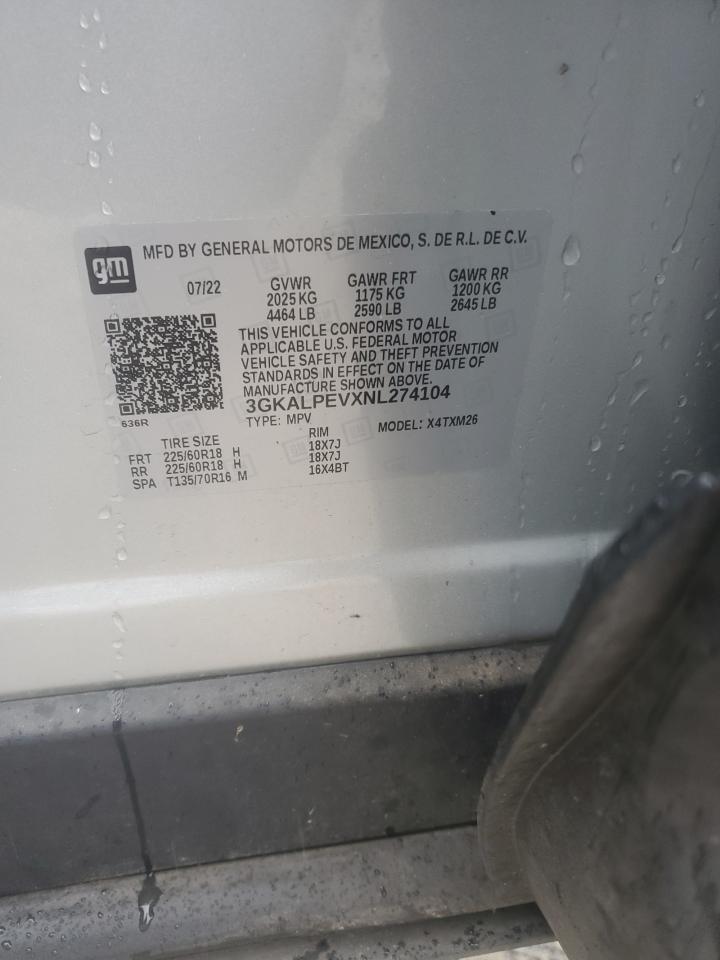 gm
MFD BY GENERAL MOTORS DE MEXICO, S. DE R.L. DE C.V.
07/22 GVWR GAWR FRT GAWR RR
2025 KG 1175 KG 1200 KG
4464 LB 2590 LB 2645 LB
THIS VEHICLE CONFORMS TO ALL
APPLICABLE U.S. FEDERAL MOTOR
VEHICLE SAFETY AND THEFT PREVENTION
STANDARDS IN EFFECT ON THE DATE OF
MANUFACTURE SHOWN ABOVE.
3GKALPEVXNL274104
636R
TYPE: MPV MODEL: X4TXM26
TIRE SIZE RIM
FRT 225/60R18 H 18X7J
RR 225/60R18 H 18X7J
SPA T135/70R16 M 16X4BT